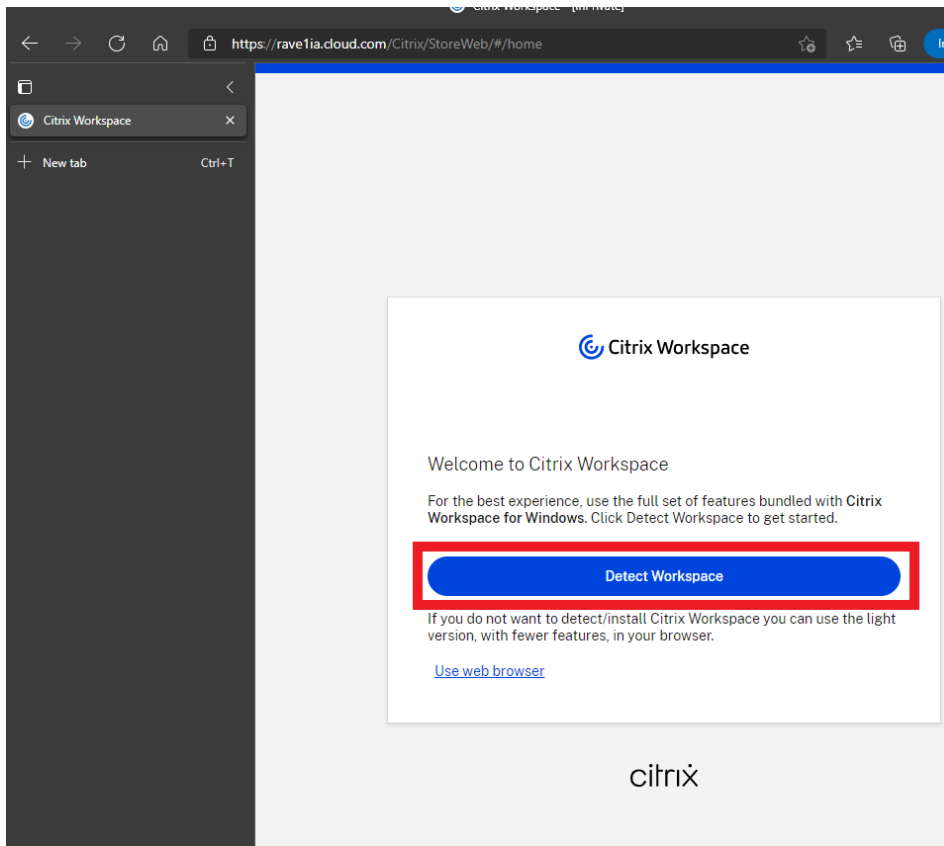 Citrix Workspace - [InPrivate]
https://rave1ia.cloud.com/Citrix/StoreWeb/#/home
Citrix Workspace
New tab Ctrl+T
Citrix Workspace
Welcome to Citrix Workspace
For the best experience, use the full set of features bundled with Citrix
Workspace for Windows. Click Detect Workspace to get started.
Detect Workspace
If you do not want to detect/install Citrix Workspace you can use the light
version, with fewer features, in your browser.
Use web browser
citrix